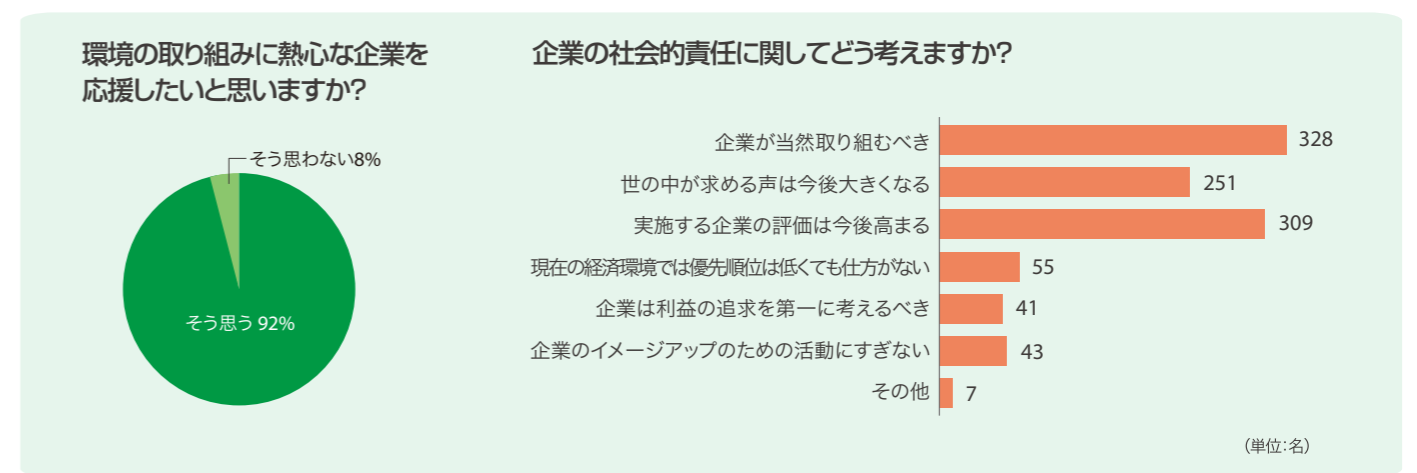 環境の取り組みに熱心な企業を
応援したいと思いますか?
そう思わない8%
そう思う 92%
企業の社会的責任に関してどう考えますか?
企業が当然取り組むべき 328
世の中が求める声は今後大きくなる 251
実施する企業の評価は今後高まる 309
現在の経済環境では優先順位は低くても仕方がない 55
企業は利益の追求を第一に考えるべき 41
企業のイメージアップのための活動にすぎない 43
その他 7
(単位:名)